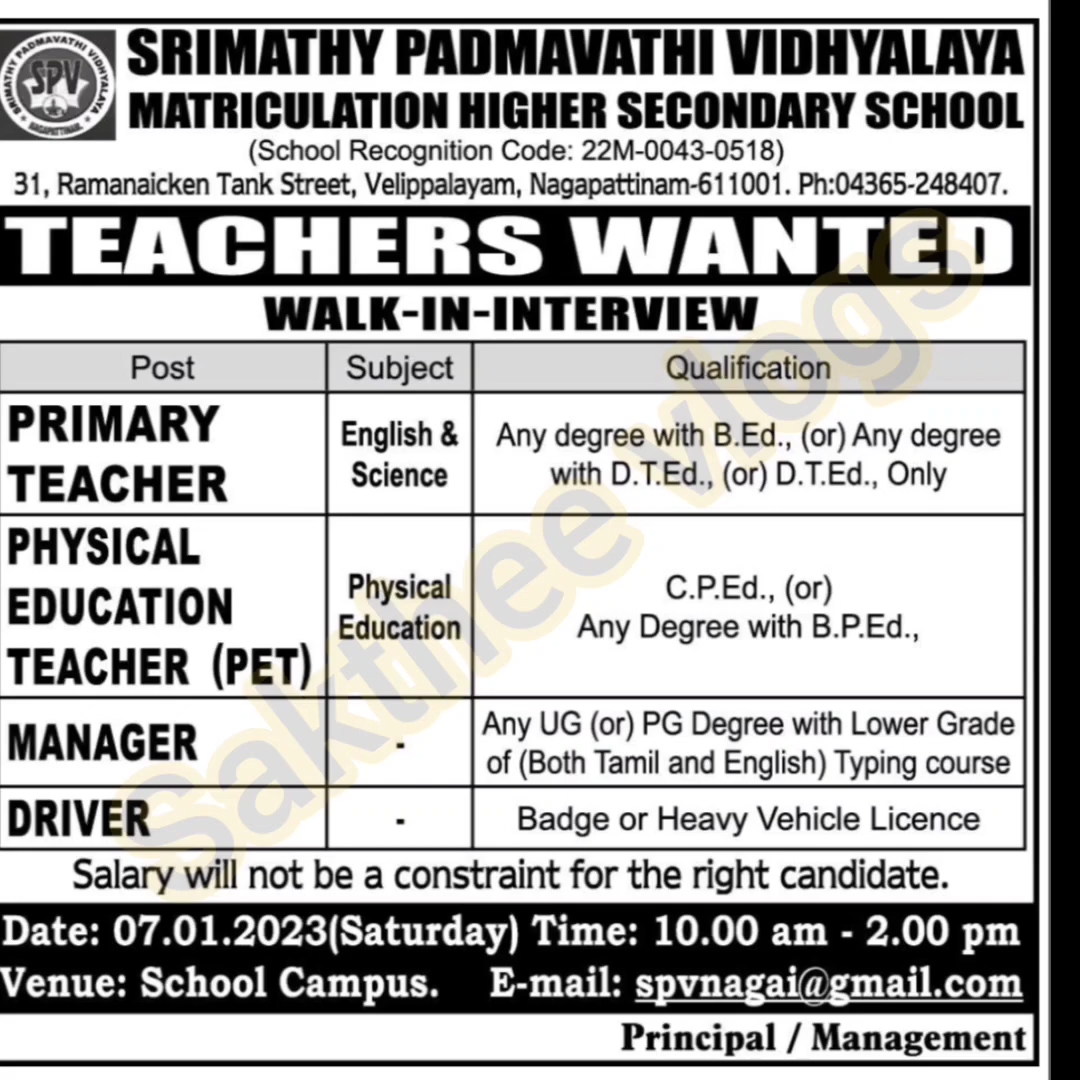 SRIMATHY PADMAVATHI VIDHYALAYA
SPV
NAGAPATTINAM
SRIMATHY PADMAVATHI VIDHYALAYA
MATRICULATION HIGHER SECONDARY SCHOOL
(School Recognition Code: 22M-0043-0518)
31, Ramanaicken Tank Street, Velippalayam, Nagapattinam-611001. Ph:04365-248407.
TEACHERS WANTED
WALK-IN-INTERVIEW
Post Subject Qualification
PRIMARY
TEACHER
English &
Science
Any degree with B.Ed., (or) Any degree
with D.T.Ed., (or) D.T.Ed., Only
PHYSICAL
EDUCATION
TEACHER (PET)
Physical
Education
C.P.Ed., (or)
Any Degree with B.P.Ed.,
MANAGER
-
Any UG (or) PG Degree with Lower Grade
of (Both Tamil and English) Typing course
DRIVER
-
Badge or Heavy Vehicle Licence
Salary will not be a constraint for the right candidate.
Date: 07.01.2023(Saturday) Time: 10.00 am - 2.00 pm
Venue: School Campus. E-mail: spvnagai@gmail.com
Principal / Management
Sakthee vlogs